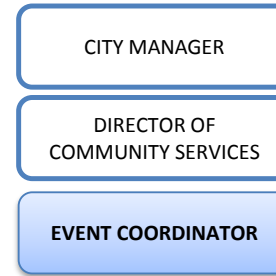 CITY MANAGER
DIRECTOR OF
COMMUNITY SERVICES
EVENT COORDINATOR